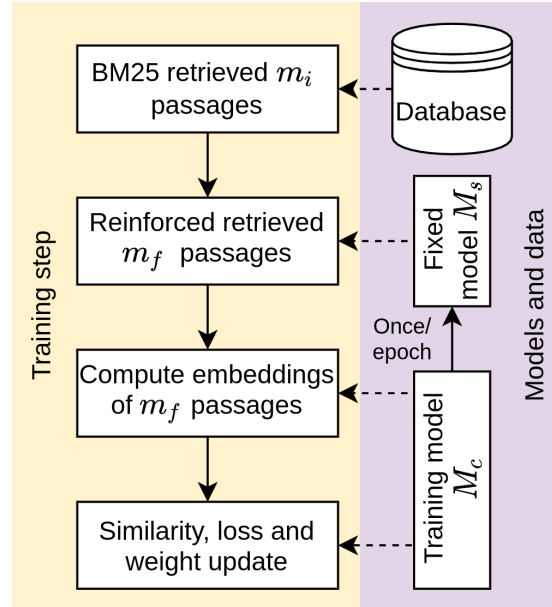 Training step
BM25 retrieved m_i
passages
Reinforced retrieved
m_f passages
Compute embeddings
of m_f passages
Similarity, loss and
weight update
Database
Fixed
model M_s
Once/
epoch
Training model
M_c
Models and data